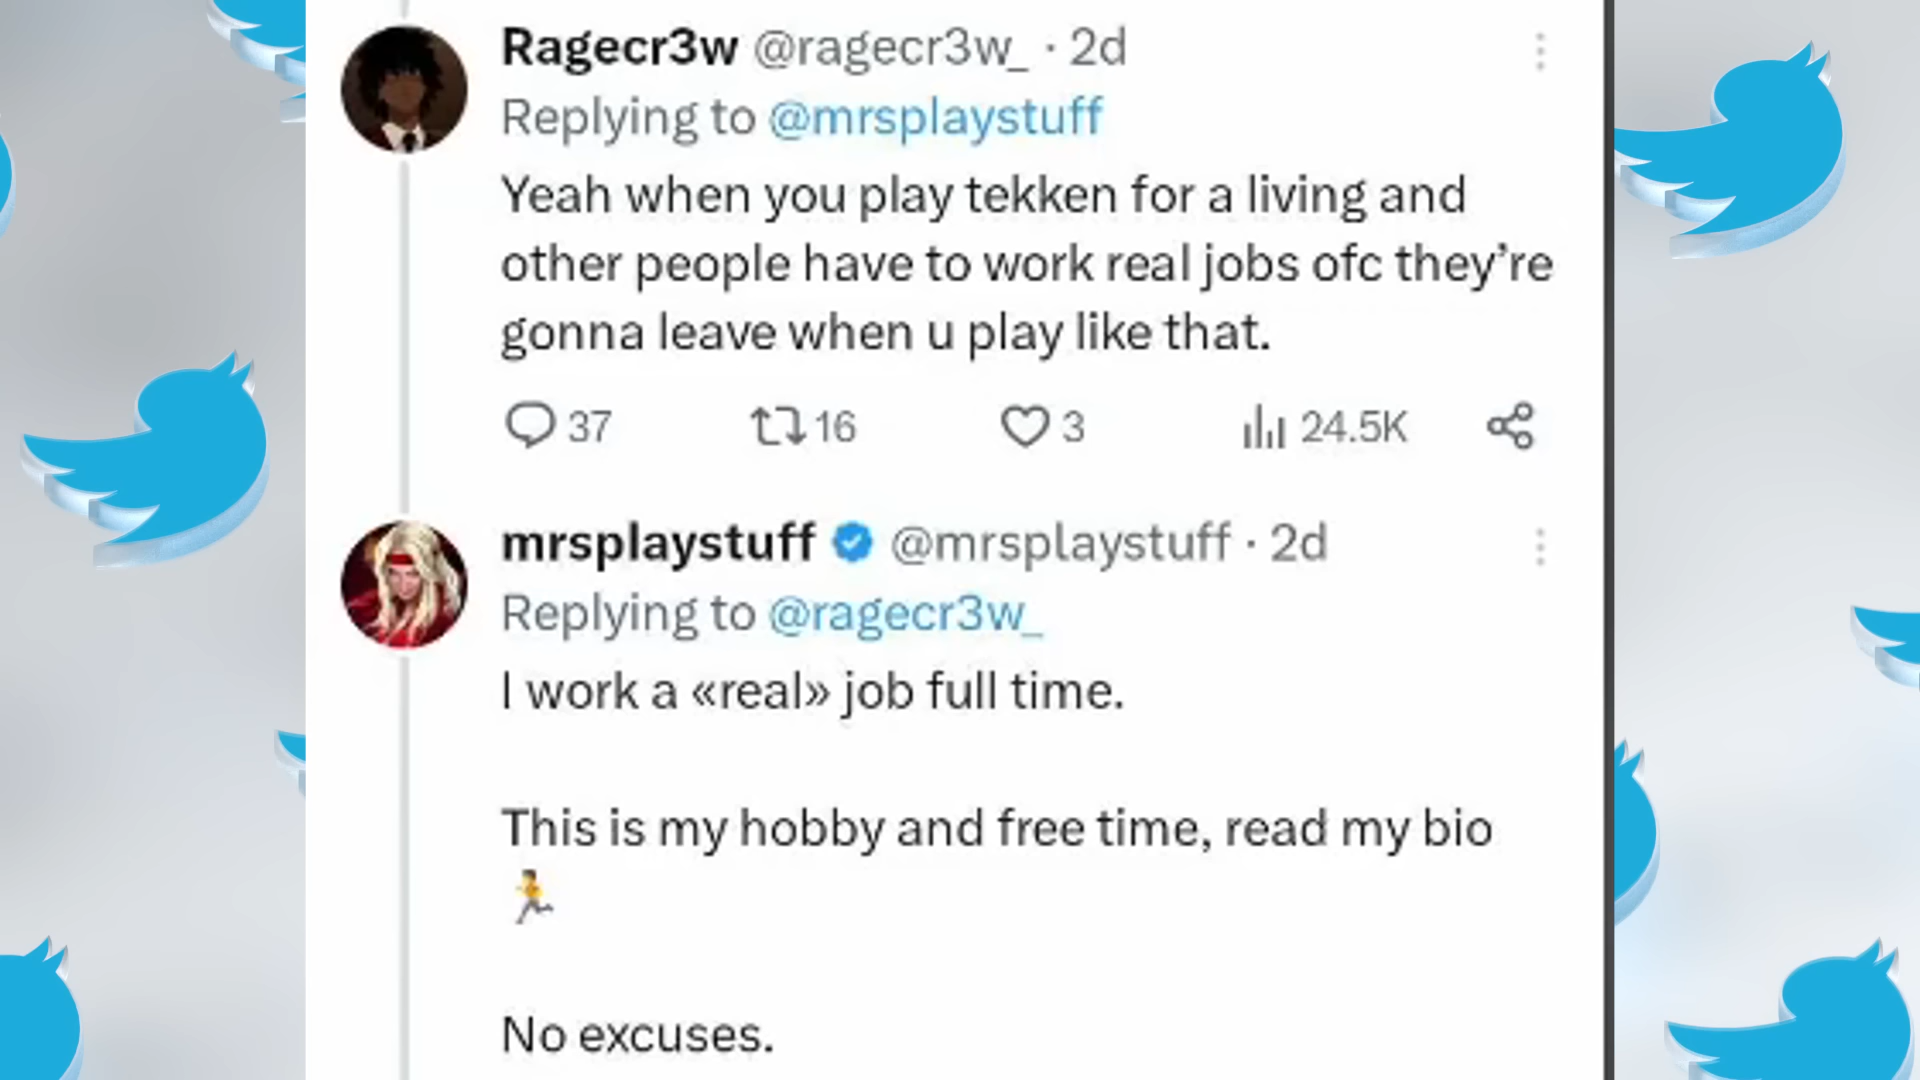 Ragecr3w @ragecr3w_ · 2d
Replying to @mrsplaystuff
Yeah when you play tekken for a living and
other people have to work real jobs ofc they’re
gonna leave when u play like that.
37 16 3 24.5K
mrsplaystuff @mrsplaystuff · 2d
Replying to @ragecr3w_
I work a «real» job full time.
This is my hobby and free time, read my bio
🏃
No excuses.